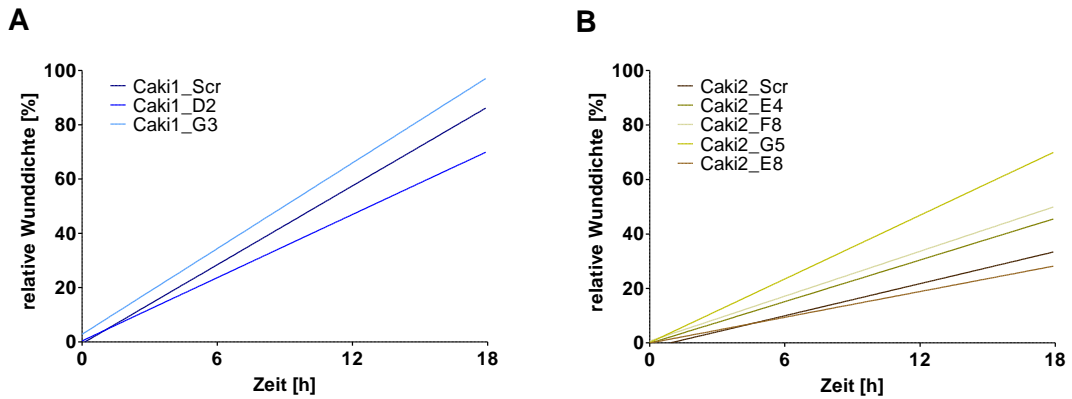 A
relative Wunddichte [%]
100
80
60
40
20
0
Caki1_Scr
Caki1_D2
Caki1_G3
0
6
12
18
Zeit [h]
B
relative Wunddichte [%]
100
80
60
40
20
0
Caki2_Scr
Caki2_E4
Caki2_F8
Caki2_G5
Caki2_E8
0
6
12
18
Zeit [h]